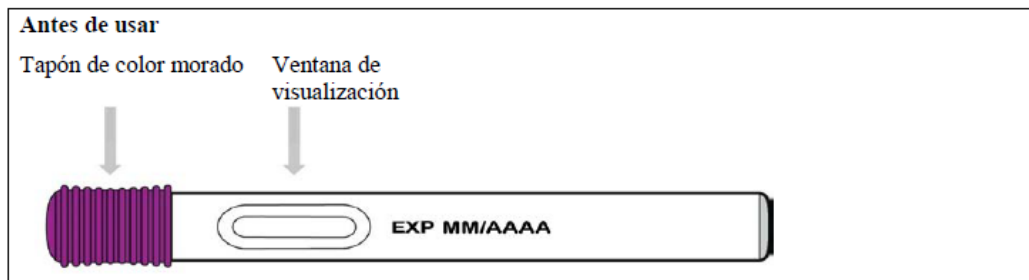 Antes de usar
Tapón de color morado
Ventana de
visualización
EXP MM/AAAA